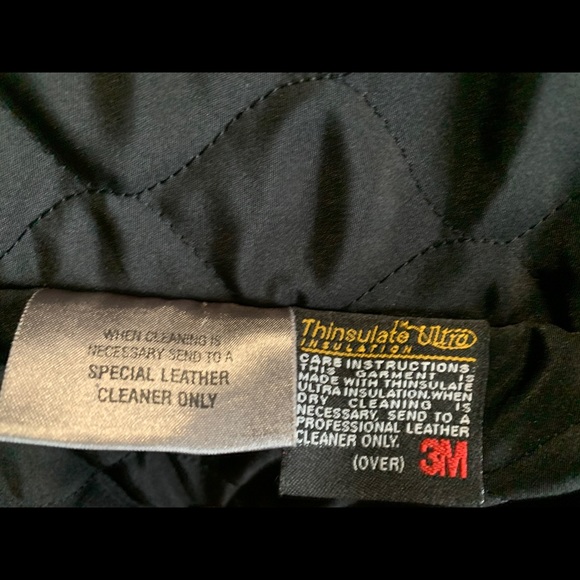 WHEN CLEANING IS
NECESSARY SEND TO A
SPECIAL LEATHER
CLEANER ONLY
Thinsulate™ Ultra
INSULATION
CARE INSTRUCTIONS:
THIS GARMENT IS
MADE WITH THINSULATE
ULTRA INSULATION. WHEN
DRY CLEANING IS
NECESSARY. SEND TO A
PROFESSIONAL LEATHER
CLEANER ONLY.
(OVER) 3M